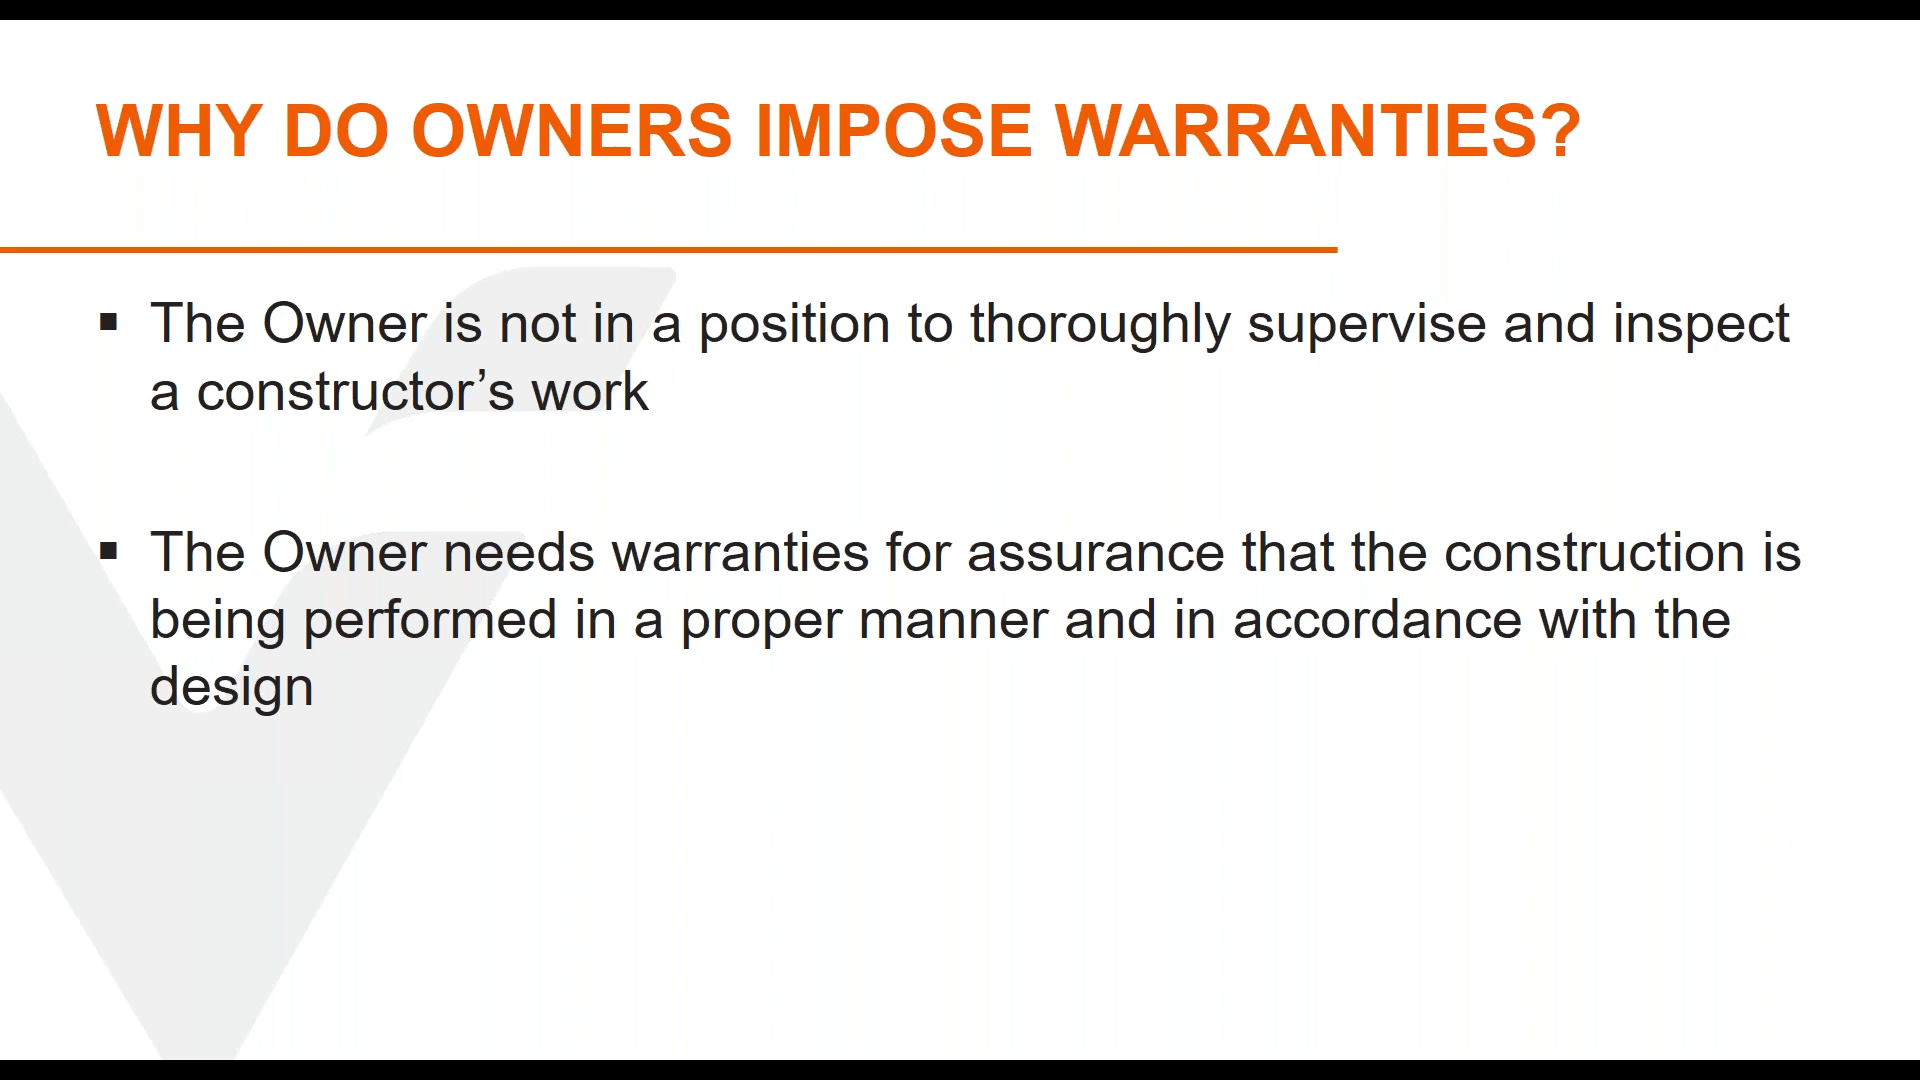 WHY DO OWNERS IMPOSE WARRANTIES?
▪ The Owner is not in a position to thoroughly supervise and inspect
a constructor’s work
▪ The Owner needs warranties for assurance that the construction is
being performed in a proper manner and in accordance with the
design